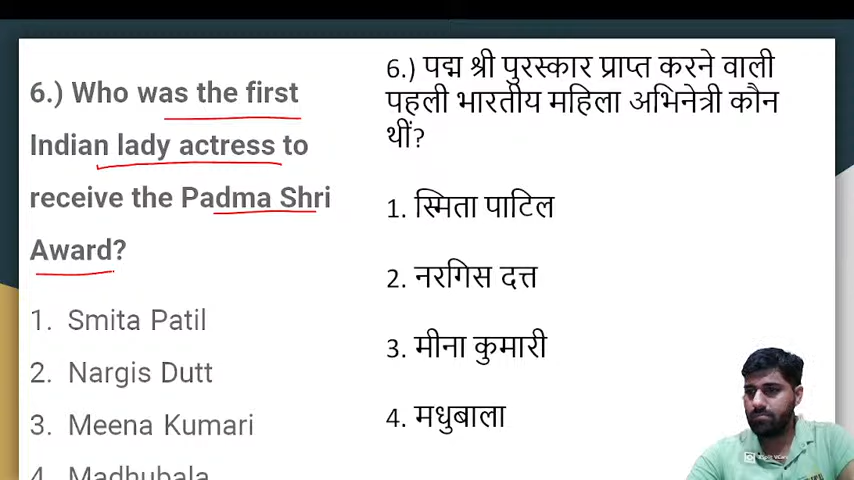 6.) Who was the first
Indian lady actress to
receive the Padma Shri
Award?
1. Smita Patil
2. Nargis Dutt
3. Meena Kumari
4. Madhubala
6.) पद्म श्री पुरस्कार प्राप्त करने वाली
पहली भारतीय महिला अभिनेत्री कौन
थीं?
1. स्मिता पाटिल
2. नरगिस दत्त
3. मीना कुमारी
4. मधुबाला